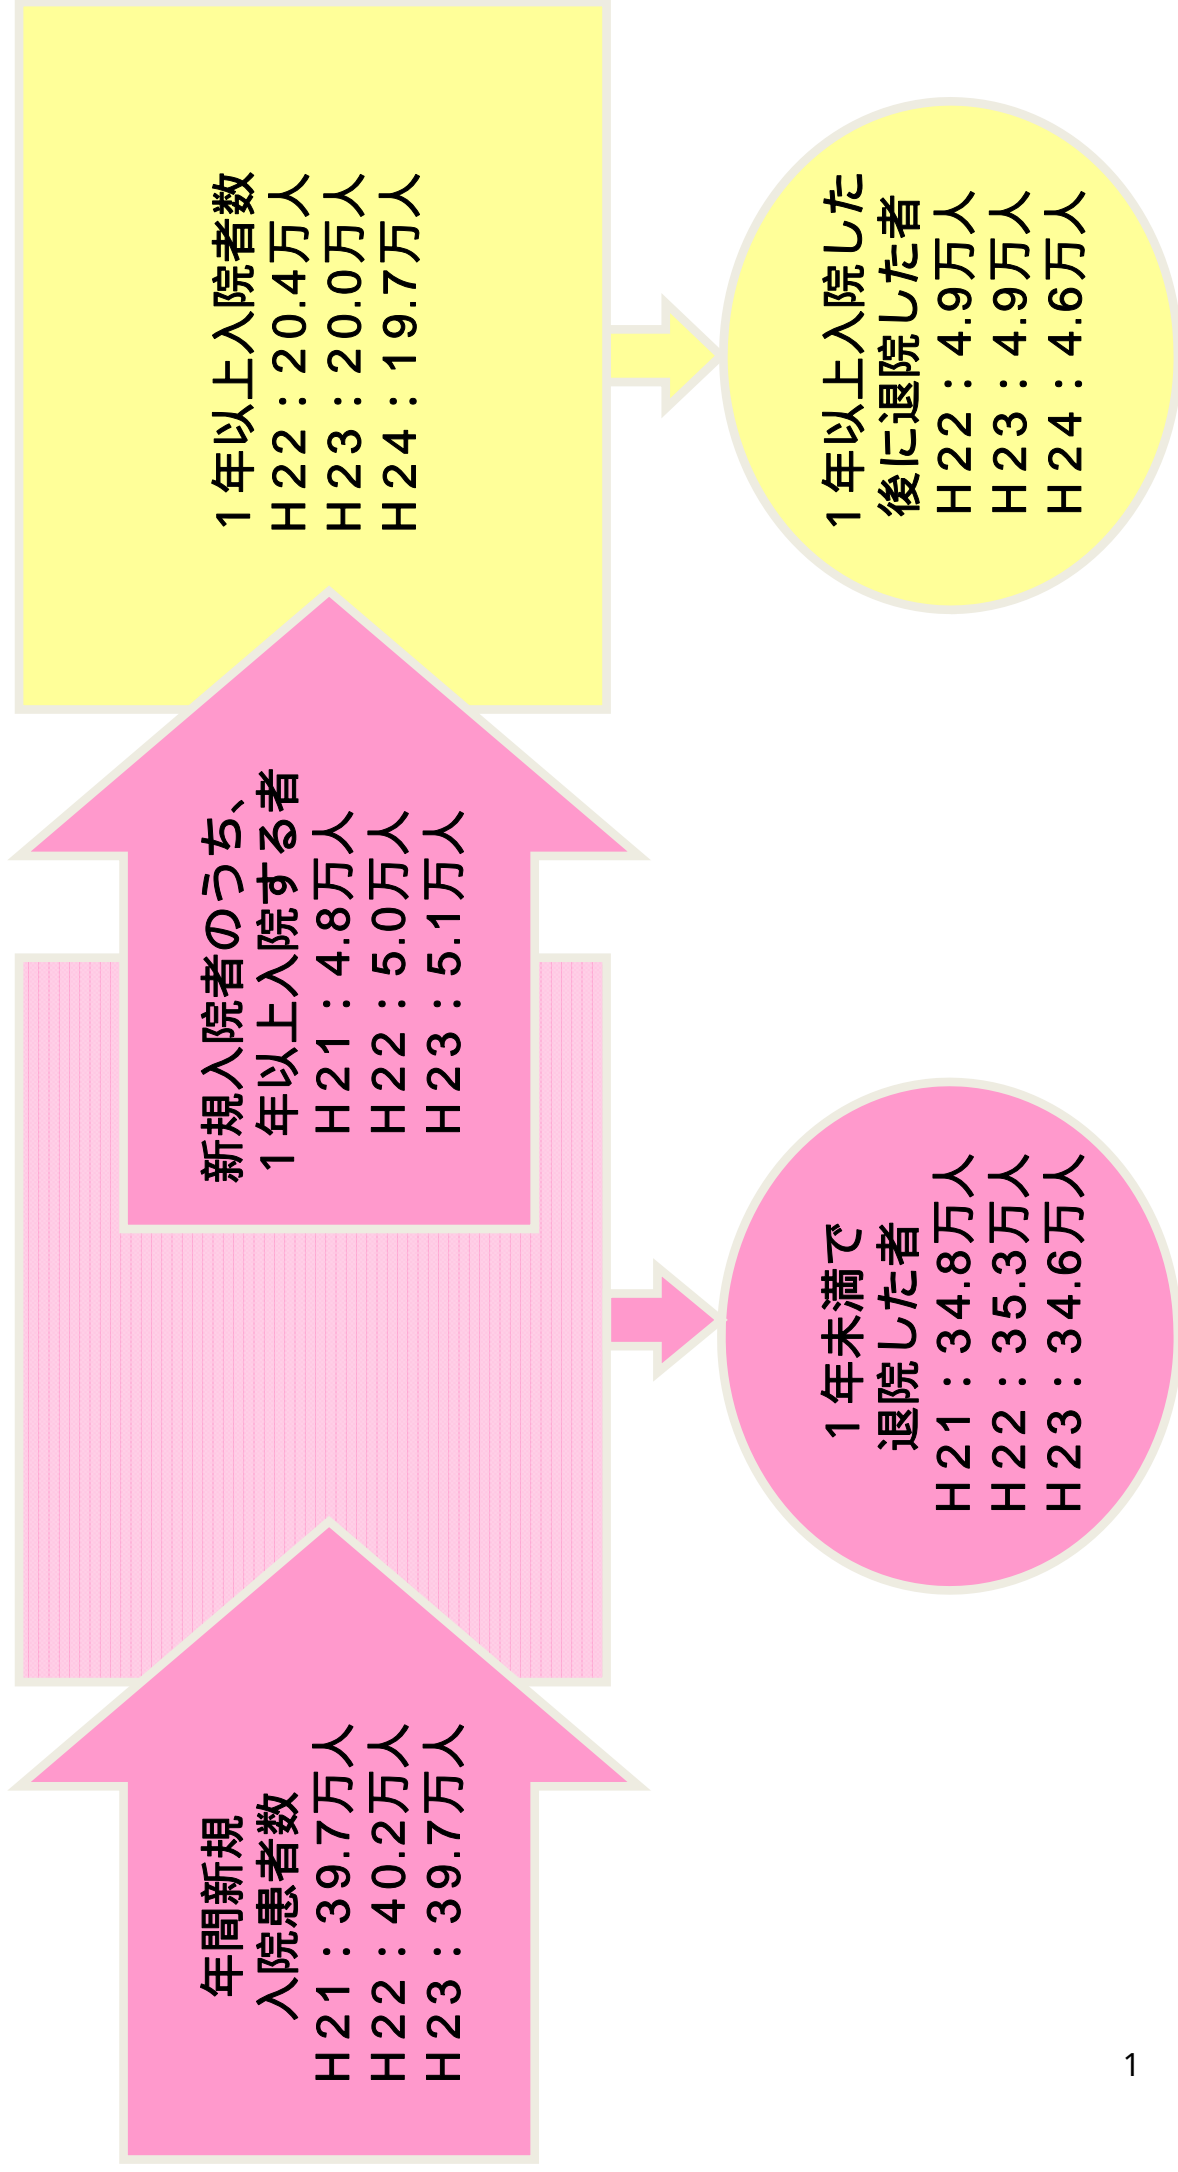 年間新規
入院患者数
Ｈ２１：３９.７万人
Ｈ２２：４０.２万人
Ｈ２３：３９.７万人
新規入院者のうち、
１年以上入院する者
Ｈ２１：４.８万人
Ｈ２２：５.０万人
Ｈ２３：５.１万人
１年以上入院者数
Ｈ２２：２０.４万人
Ｈ２３：２０.０万人
Ｈ２４：１９.７万人
１年未満で
退院した者
Ｈ２１：３４.８万人
Ｈ２２：３５.３万人
Ｈ２３：３４.６万人
１年以上入院した
後に退院した者
Ｈ２２：４.９万人
Ｈ２３：４.９万人
Ｈ２４：４.６万人
1